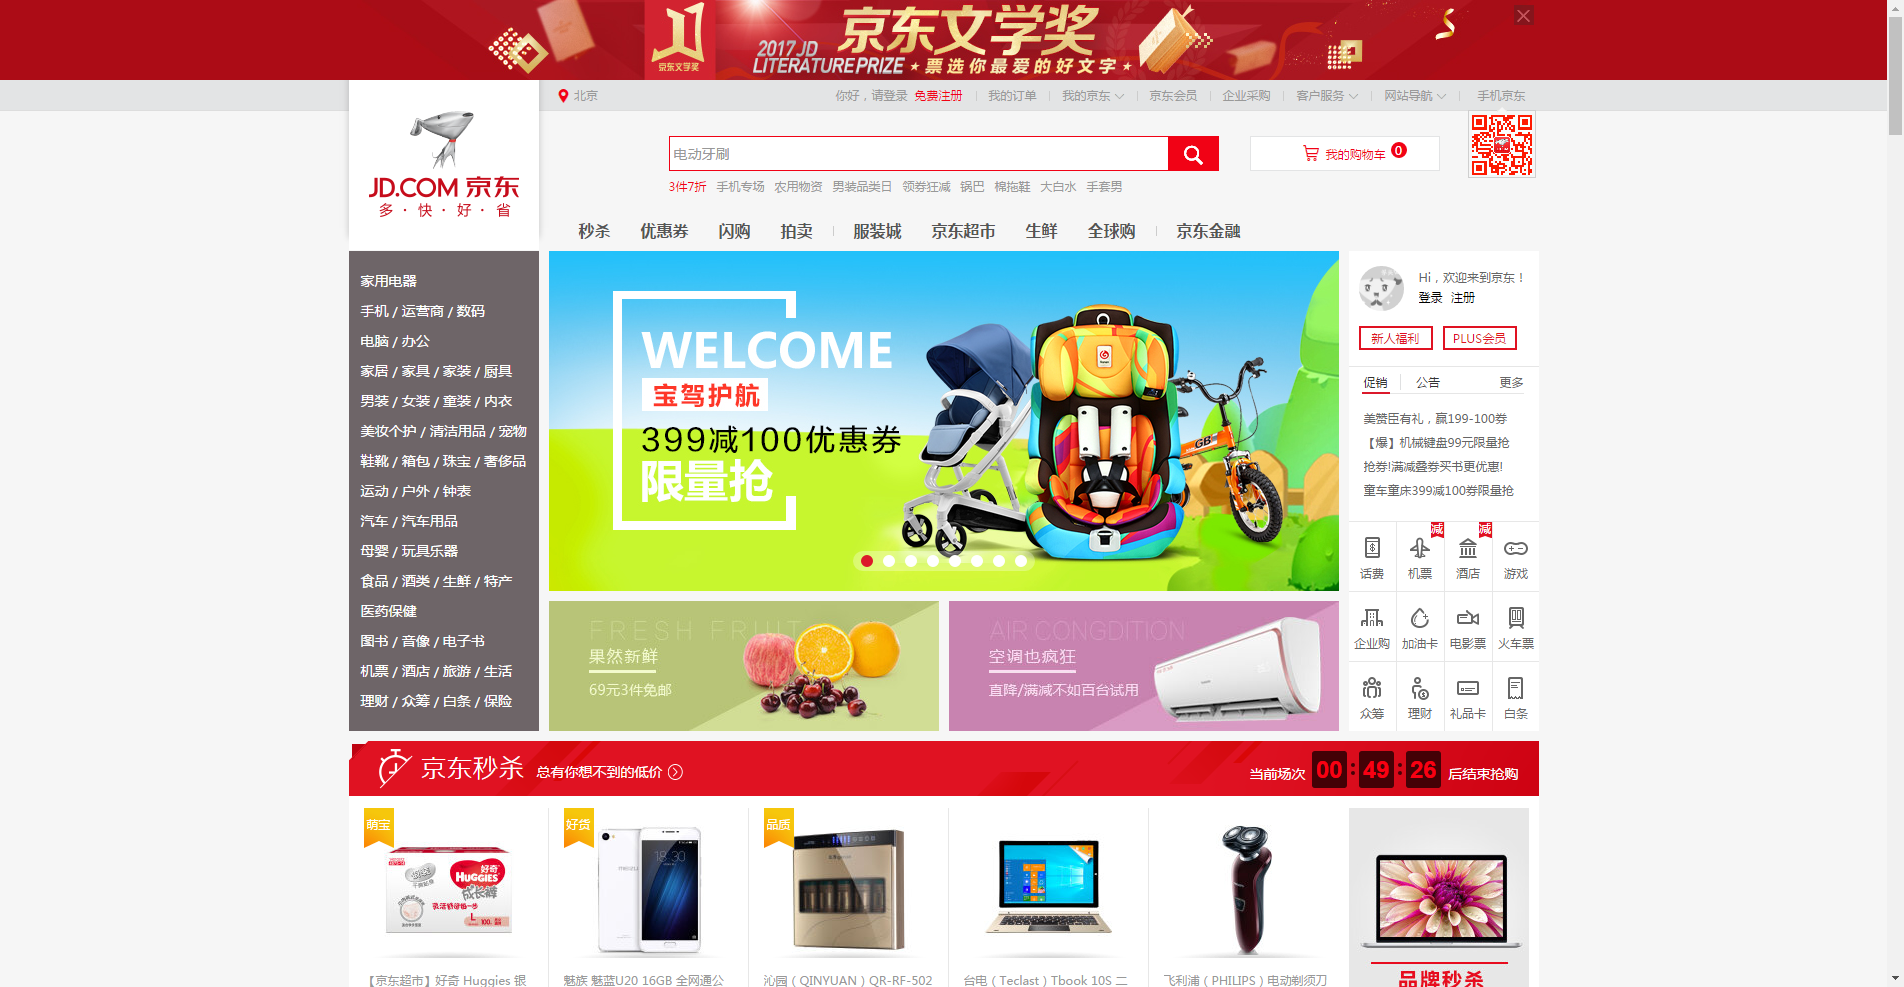 京东文学奖
2017 JD
LITERATURE PRIZE
京东文学奖
票选你最爱的好文字
北京
你好，请登录 免费注册
我的订单
我的京东
京东会员
企业采购
客户服务
网站导航
手机京东
JD.COM 京东
多·快·好·省
电动牙刷
我的购物车 0
3件7折 手机专场 农用物资 男装品类日 领券狂减 锅巴 棉拖鞋 大白水 手套男
秒杀 优惠券 闪购 拍卖 服装城 京东超市 生鲜 全球购 京东金融
家用电器
手机 / 运营商 / 数码
电脑 / 办公
家居 / 家具 / 家装 / 厨具
男装 / 女装 / 童装 / 内衣
美妆个护 / 清洁用品 / 宠物
鞋靴 / 箱包 / 珠宝 / 奢侈品
运动 / 户外 / 钟表
汽车 / 汽车用品
母婴 / 玩具乐器
食品 / 酒类 / 生鲜 / 特产
医药保健
图书 / 音像 / 电子书
机票 / 酒店 / 旅游 / 生活
理财 / 众筹 / 白条 / 保险
WELCOME
宝驾护航
399减100优惠券
限量抢
GB
FRESH FRUIT
果然新鲜
69元3件免邮
AIR CONGDITION
空调也疯狂
直降/满减不如百台试用
Hi，欢迎来到京东！
登录 注册
新人福利 PLUS会员
促销 公告 更多
美赞臣有礼，赢199-100券
【爆】机械键盘99元限量抢
抢券!满减叠券买书更优惠!
童车童床399减100券限量抢
减 减
话费 机票 酒店 游戏
企业购 加油卡 电影票 火车票
众筹 理财 礼品卡 白条
京东秒杀 总有你想不到的低价
当前场次 00 : 49 : 26 后结束抢购
萌宝
好奇
HUGGIES
成长裤
好货
MEIZU
18:30
品质
【京东超市】好奇 Huggies 银
魅族 魅蓝U20 16GB 全网通公
沁园（QINYUAN）QR-RF-502
台电（Teclast）Tbook 10S 二
飞利浦（PHILIPS）电动剃须刀
品牌秒杀